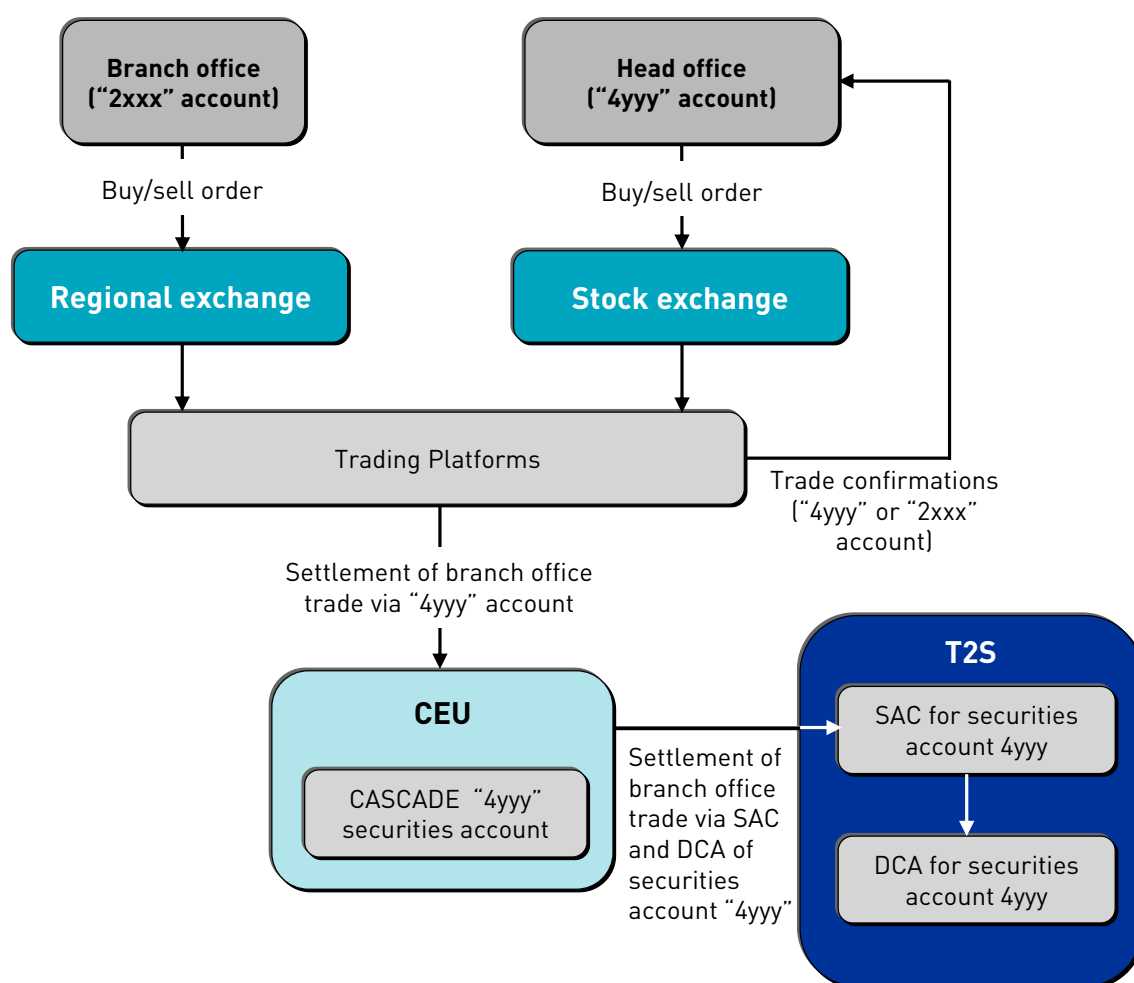 Branch office
(“2xxx” account)
Head office
(“4yyy” account)
Buy/sell order
Buy/sell order
Regional exchange
Stock exchange
Trading Platforms
Trade confirmations
(“4yyy” or “2xxx”
account)
Settlement of branch office
trade via “4yyy” account
CEU
CASCADE “4yyy”
securities account
Settlement of
branch office
trade via SAC
and DCA of
securities
account “4yyy”
T2S
SAC for securities
account 4yyy
DCA for securities
account 4yyy